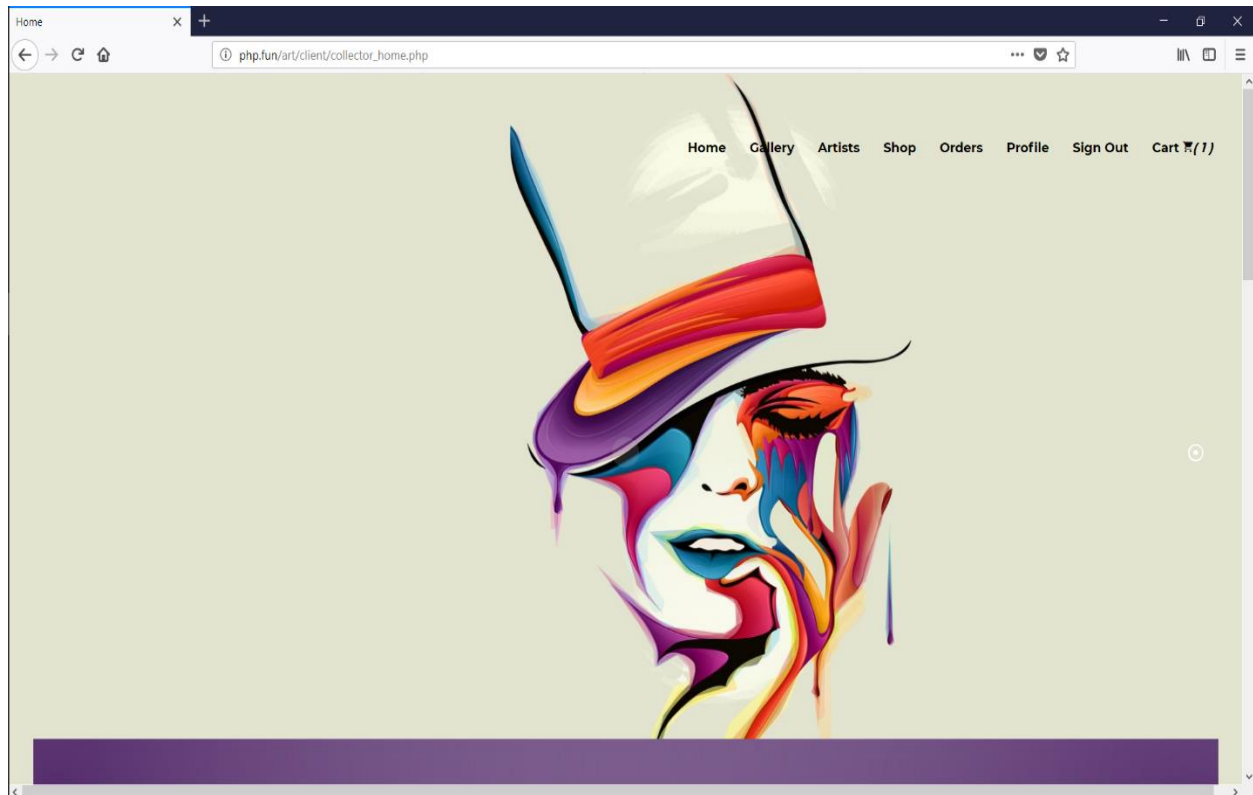 Home
php.fun/art/client/collector_home.php
Home Gallery Artists Shop Orders Profile Sign Out Cart (1)